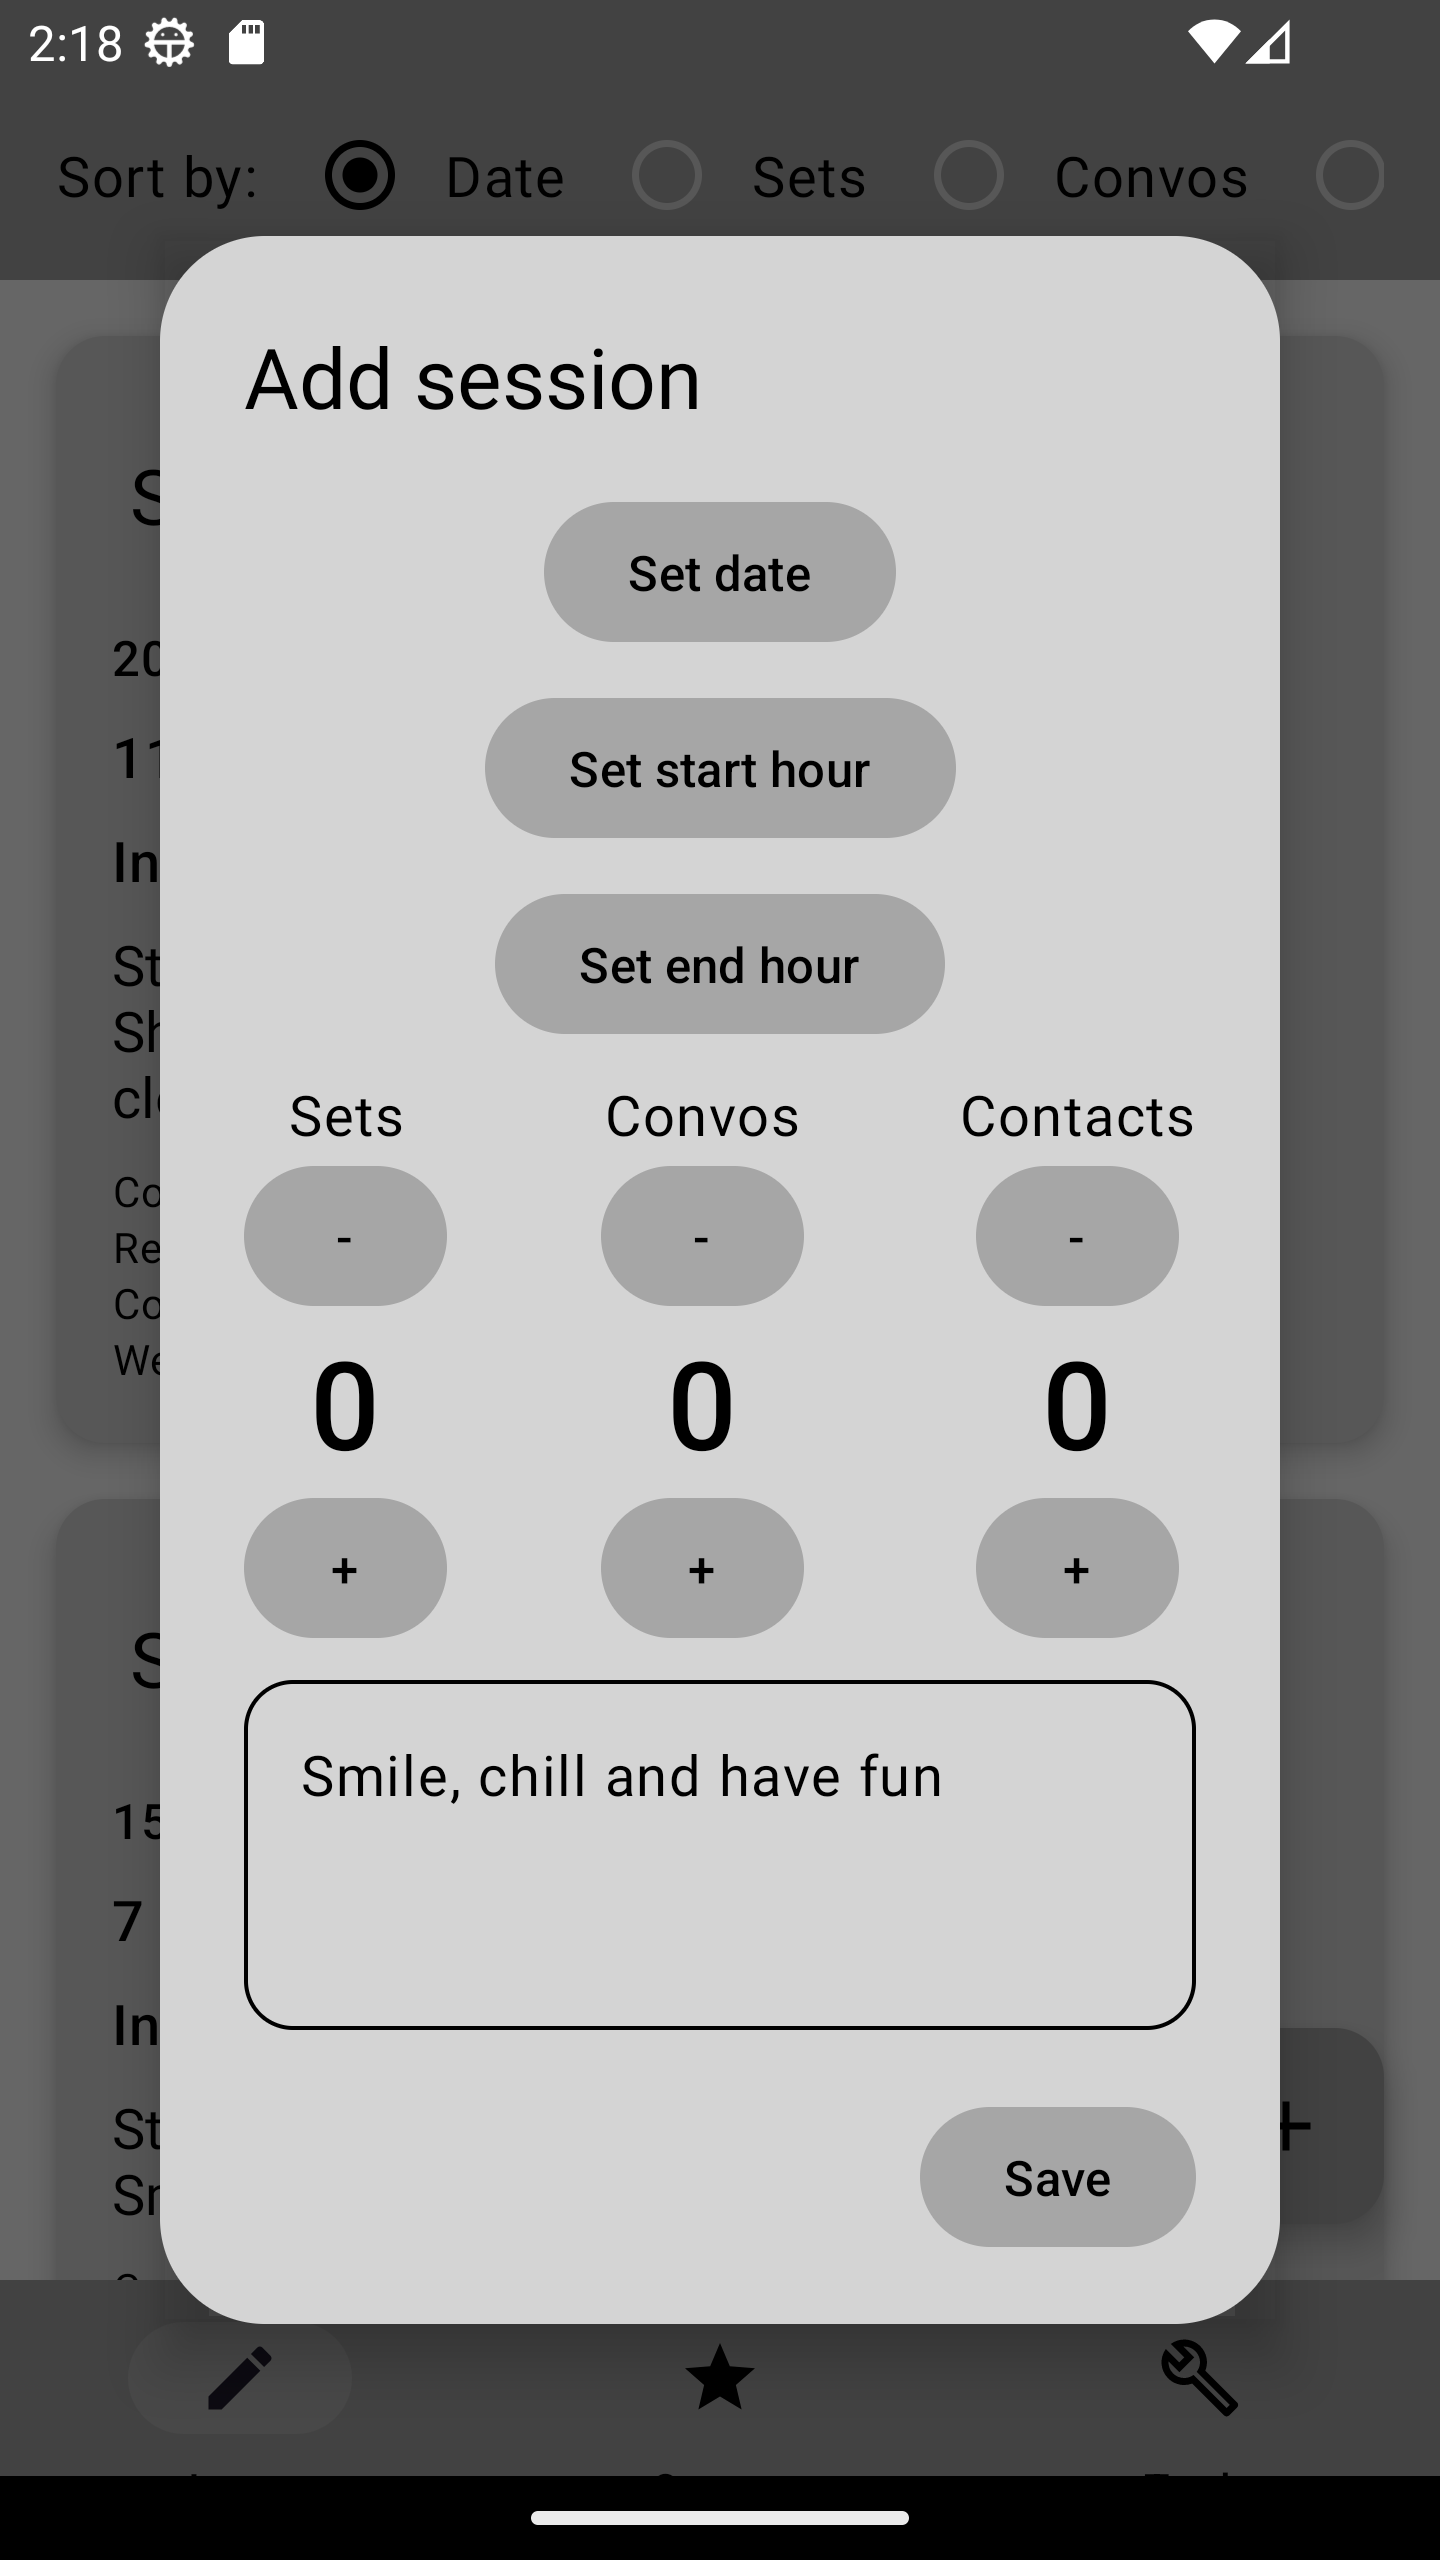 2:18
Sort by: Date Sets Convos
Add session
Set date
Set start hour
Set end hour
Sets Convos Contacts
- - -
0 0 0
+ + +
Smile, chill and have fun
Save